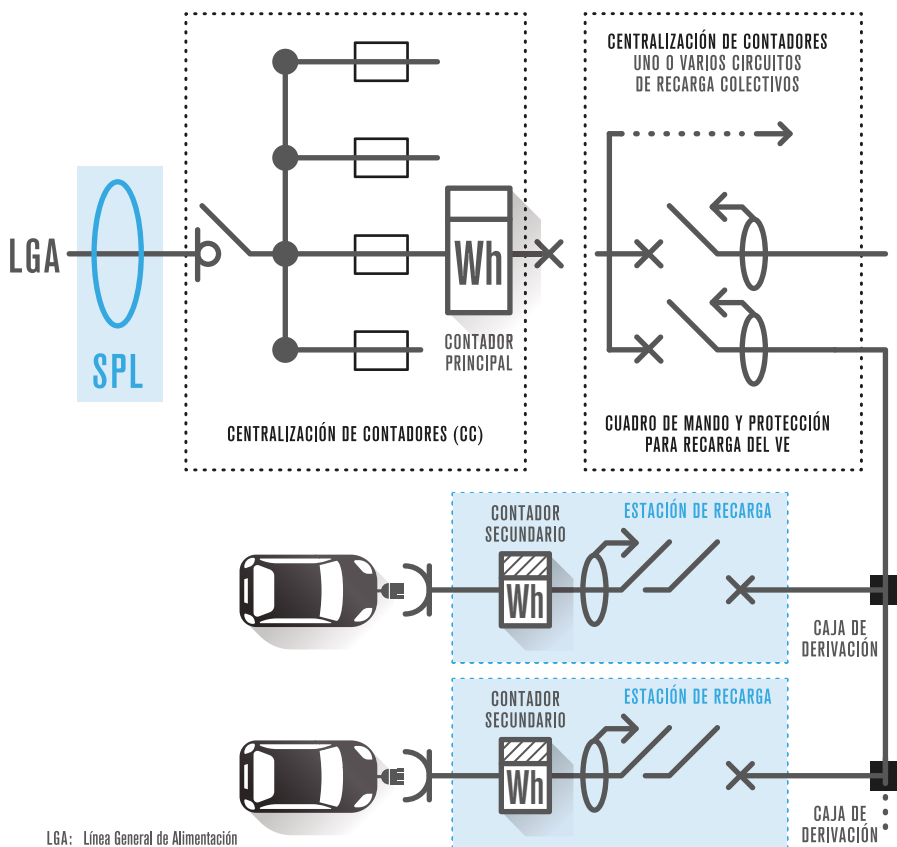 CENTRALIZACIÓN DE CONTADORES
UNO O VARIOS CIRCUITOS
DE RECARGA COLECTIVOS
LGA
SPL
Wh
CONTADOR
PRINCIPAL
CENTRALIZACIÓN DE CONTADORES (CC)
CUADRO DE MANDO Y PROTECCIÓN
PARA RECARGA DEL VE
CONTADOR
SECUNDARIO
ESTACIÓN DE RECARGA
Wh
CAJA DE
DERIVACIÓN
CONTADOR
SECUNDARIO
ESTACIÓN DE RECARGA
Wh
CAJA DE
DERIVACIÓN
LGA: Línea General de Alimentación